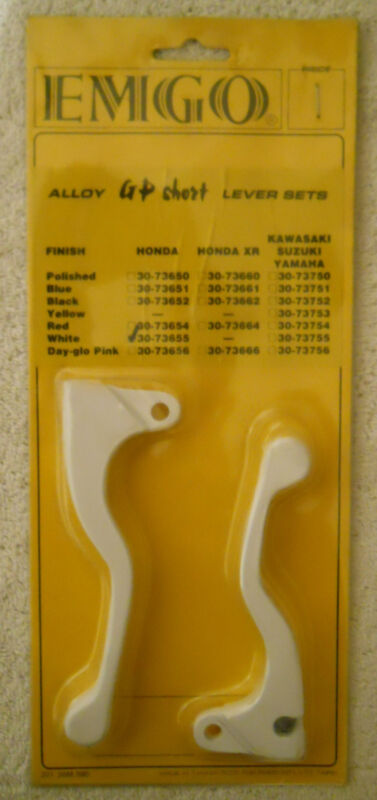 PRICE
EMGO®
ALLOY GP short LEVER SETS
FINISH HONDA HONDA XR KAWASAKI SUZUKI YAMAHA
Polished □30-73650 □30-73660 □30-73750
Blue □30-73651 □30-73661 □30-73751
Black □30-73652 □30-73662 □30-73752
Yellow — — □30-73753
Red □30-73654 □30-73664 □30-73754
White ☑30-73655 — □30-73755
Day-glo Pink □30-73656 □30-73666 □30-73756